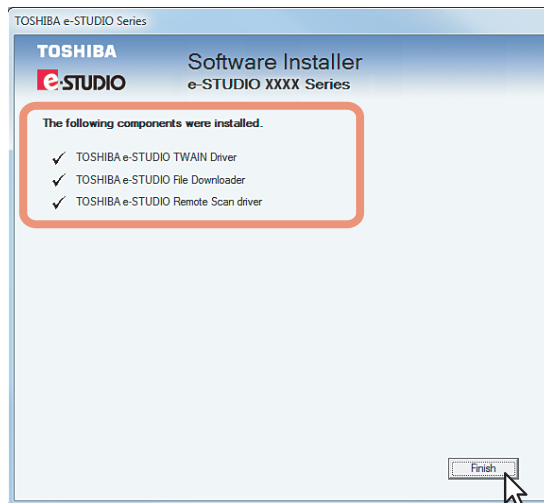 TOSHIBA e-STUDIO Series
TOSHIBA
e-STUDIO
Software Installer
e-STUDIO XXXX Series
The following components were installed.
✓ TOSHIBA e-STUDIO TWAIN Driver
✓ TOSHIBA e-STUDIO File Downloader
✓ TOSHIBA e-STUDIO Remote Scan driver
Finish